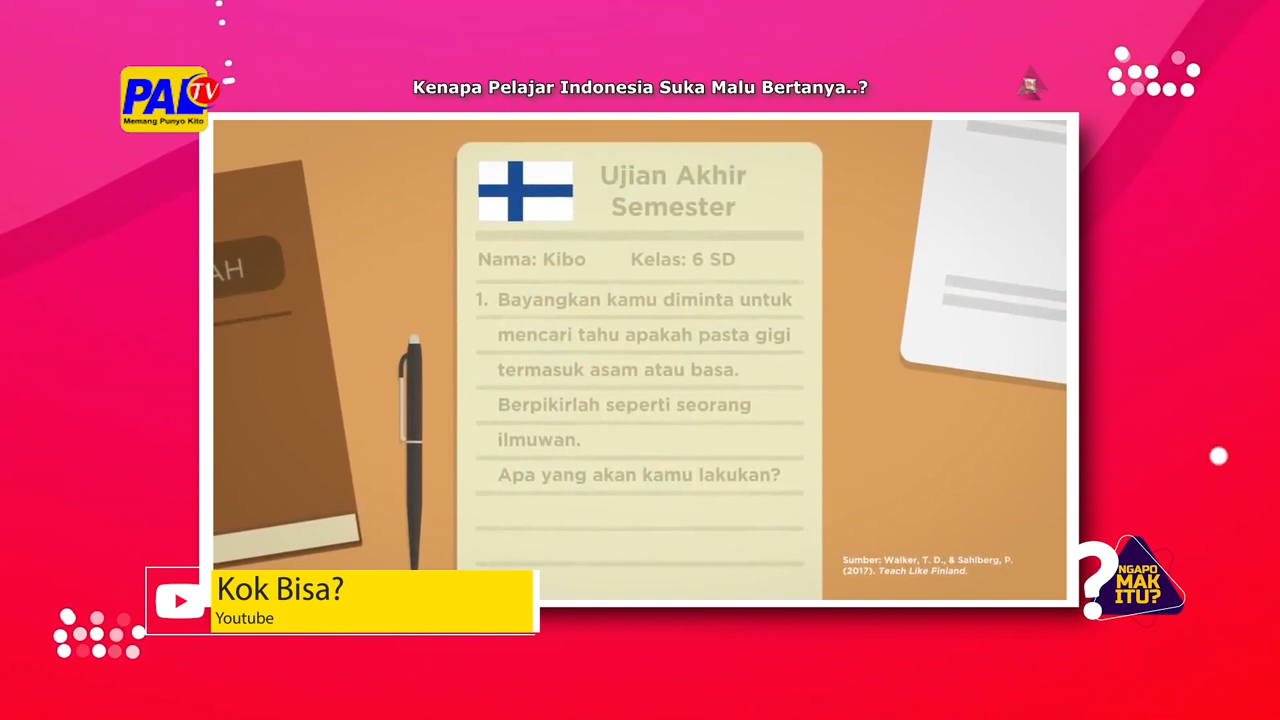 PAL TV
Memang Punyo Kito
Kenapa Pelajar Indonesia Suka Malu Bertanya..?
AH
Ujian Akhir
Semester
Nama: Kibo Kelas: 6 SD
1. Bayangkan kamu diminta untuk
mencari tahu apakah pasta gigi
termasuk asam atau basa.
Berpikirlah seperti seorang
ilmuwan.
Apa yang akan kamu lakukan?
Sumber: Walker, T. D., & Sahlberg, P.
(2017). Teach Like Finland.
Kok Bisa?
Youtube
?
NGAPO
MAK
ITU?